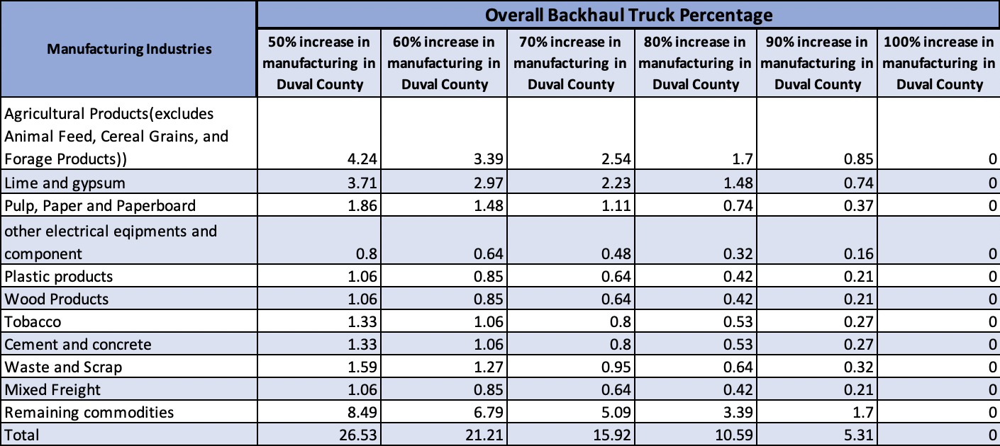 Manufacturing Industries
Overall Backhaul Truck Percentage
50% increase in
manufacturing in
Duval County
60% increase in
manufacturing in
Duval County
70% increase in
manufacturing in
Duval County
80% increase in
manufacturing in
Duval County
90% increase in
manufacturing in
Duval County
100% increase in
manufacturing in
Duval County
Agricultural Products(excludes
Animal Feed, Cereal Grains, and
Forage Products)) 4.24 3.39 2.54 1.7 0.85 0
Lime and gypsum 3.71 2.97 2.23 1.48 0.74 0
Pulp, Paper and Paperboard 1.86 1.48 1.11 0.74 0.37 0
other electrical eqipments and
component 0.8 0.64 0.48 0.32 0.16 0
Plastic products 1.06 0.85 0.64 0.42 0.21 0
Wood Products 1.06 0.85 0.64 0.42 0.21 0
Tobacco 1.33 1.06 0.8 0.53 0.27 0
Cement and concrete 1.33 1.06 0.8 0.53 0.27 0
Waste and Scrap 1.59 1.27 0.95 0.64 0.32 0
Mixed Freight 1.06 0.85 0.64 0.42 0.21 0
Remaining commodities 8.49 6.79 5.09 3.39 1.7 0
Total 26.53 21.21 15.92 10.59 5.31 0